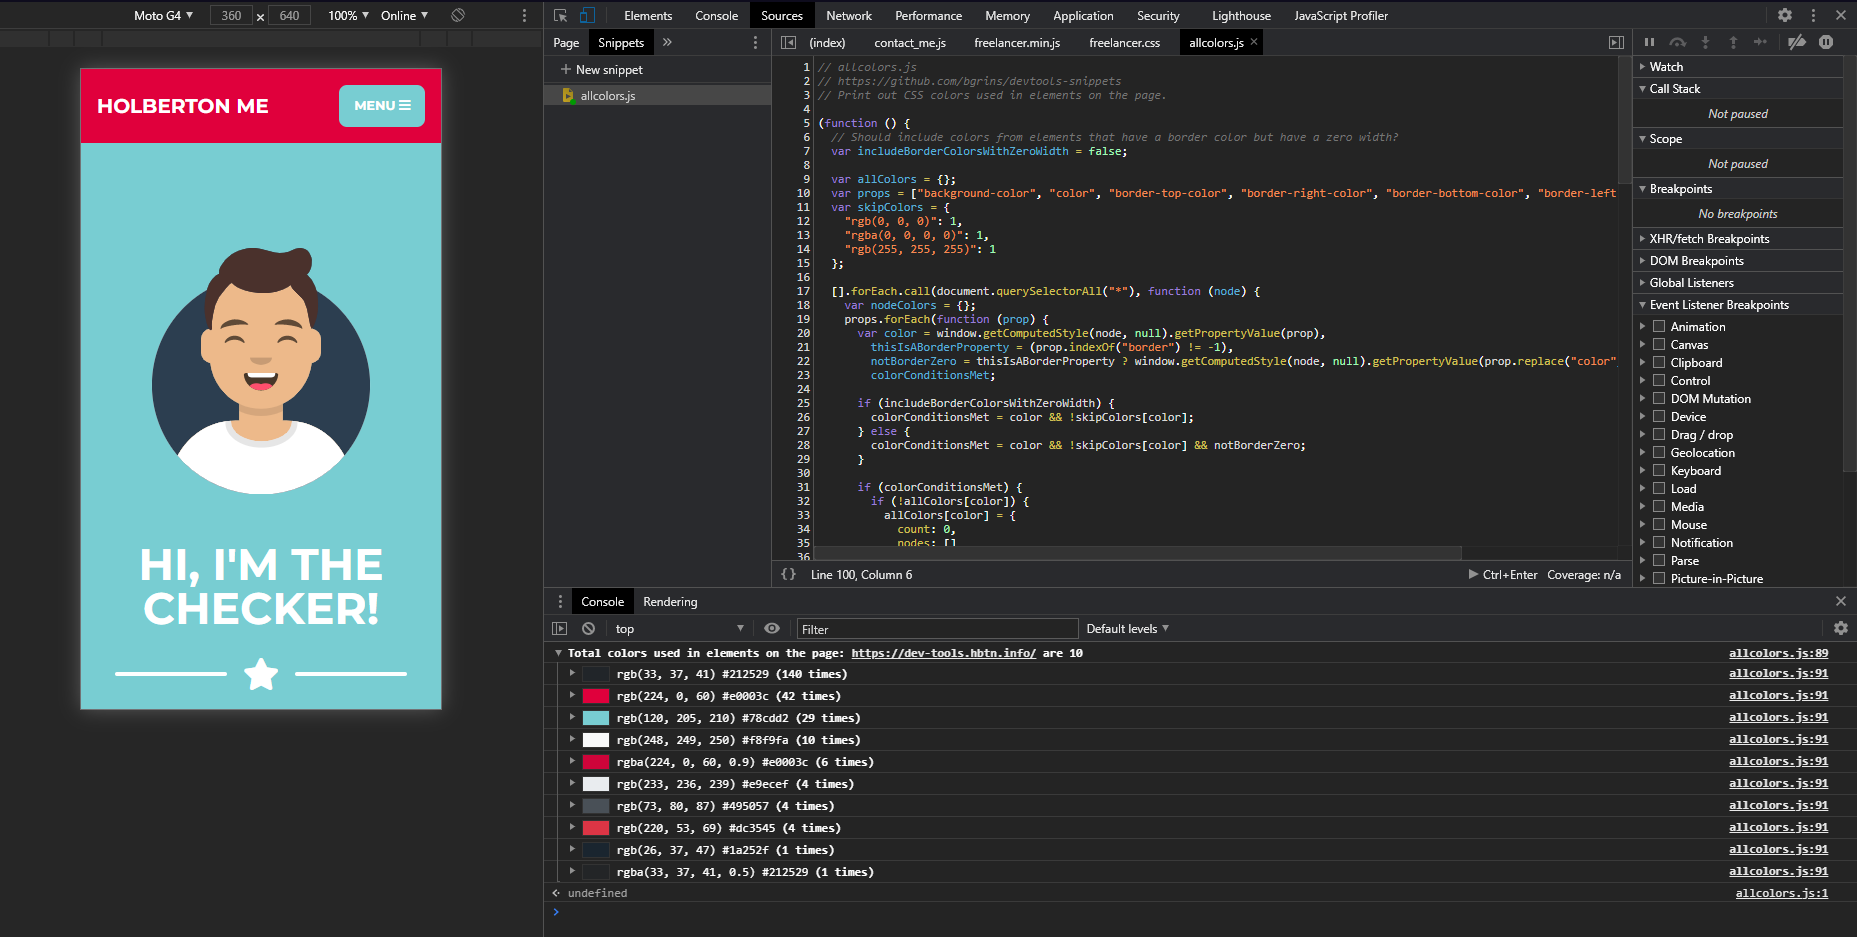 Moto G4 ▼ 360 × 640 100% ▼ Online ▼
Elements Console Sources Network Performance Memory Application Security Lighthouse JavaScript Profiler
Page Snippets »
(index) contact_me.js freelancer.min.js freelancer.css allcolors.js ×
+ New snippet
allcolors.js
HOLBERTON ME
MENU
HI, I'M THE
CHECKER!
1 // allcolors.js
2 // https://github.com/bgrins/devtools-snippets
3 // Print out CSS colors used in elements on the page.
4
5 (function () {
6 // Should include colors from elements that have a border color but have a zero width?
7 var includeBorderColorsWithZeroWidth = false;
8
9 var allColors = {};
10 var props = ["background-color", "color", "border-top-color", "border-right-color", "border-bottom-color", "border-left
11 var skipColors = {
12 "rgb(0, 0, 0)": 1,
13 "rgba(0, 0, 0, 0)": 1,
14 "rgb(255, 255, 255)": 1
15 };
16
17 [].forEach.call(document.querySelectorAll("*"), function (node) {
18 var nodeColors = {};
19 props.forEach(function (prop) {
20 var color = window.getComputedStyle(node, null).getPropertyValue(prop),
21 thisIsABorderProperty = (prop.indexOf("border") != -1),
22 notBorderZero = thisIsABorderProperty ? window.getComputedStyle(node, null).getPropertyValue(prop.replace("color",
23 colorConditionsMet;
24
25 if (includeBorderColorsWithZeroWidth) {
26 colorConditionsMet = color && !skipColors[color];
27 } else {
28 colorConditionsMet = color && !skipColors[color] && notBorderZero;
29 }
30
31 if (colorConditionsMet) {
32 if (!allColors[color]) {
33 allColors[color] = {
34 count: 0,
35 nodes: []
36
{ } Line 100, Column 6 Ctrl+Enter Coverage: n/a
Watch
Call Stack
Not paused
Scope
Not paused
Breakpoints
No breakpoints
XHR/fetch Breakpoints
DOM Breakpoints
Global Listeners
Event Listener Breakpoints
Animation
Canvas
Clipboard
Control
DOM Mutation
Device
Drag / drop
Geolocation
Keyboard
Load
Media
Mouse
Notification
Parse
Picture-in-Picture
Console Rendering
top Filter Default levels ▼
Total colors used in elements on the page: https://dev-tools.hbtn.info/ are 10 allcolors.js:89
rgb(33, 37, 41) #212529 (140 times) allcolors.js:91
rgb(224, 0, 60) #e0003c (42 times) allcolors.js:91
rgb(120, 205, 210) #78cdd2 (29 times) allcolors.js:91
rgb(248, 249, 250) #f8f9fa (10 times) allcolors.js:91
rgba(224, 0, 60, 0.9) #e0003c (6 times) allcolors.js:91
rgb(233, 236, 239) #e9ecef (4 times) allcolors.js:91
rgb(73, 80, 87) #495057 (4 times) allcolors.js:91
rgb(220, 53, 69) #dc3545 (4 times) allcolors.js:91
rgb(26, 37, 47) #1a252f (1 times) allcolors.js:91
rgba(33, 37, 41, 0.5) #212529 (1 times) allcolors.js:91
undefined allcolors.js:1